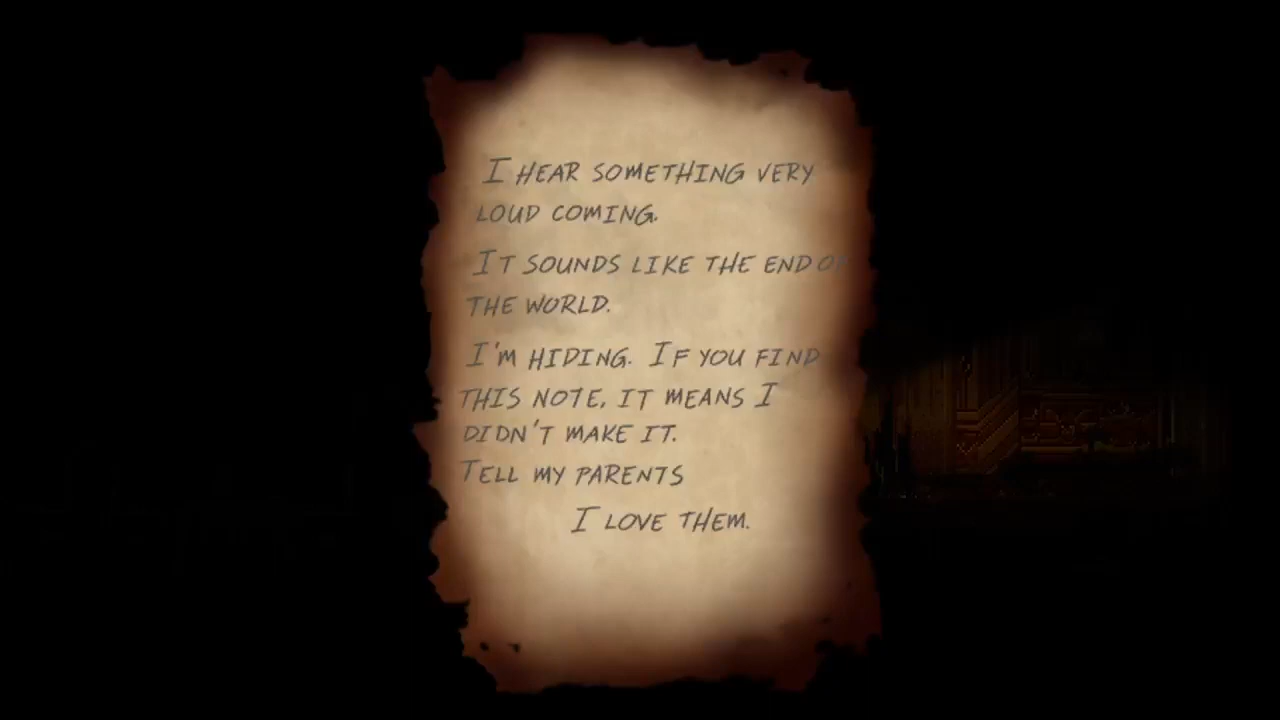 I HEAR SOMETHING VERY
LOUD COMING.
IT SOUNDS LIKE THE END OF
THE WORLD.
I'M HIDING. IF YOU FIND
THIS NOTE, IT MEANS I
DIDN'T MAKE IT.
TELL MY PARENTS
I LOVE THEM.